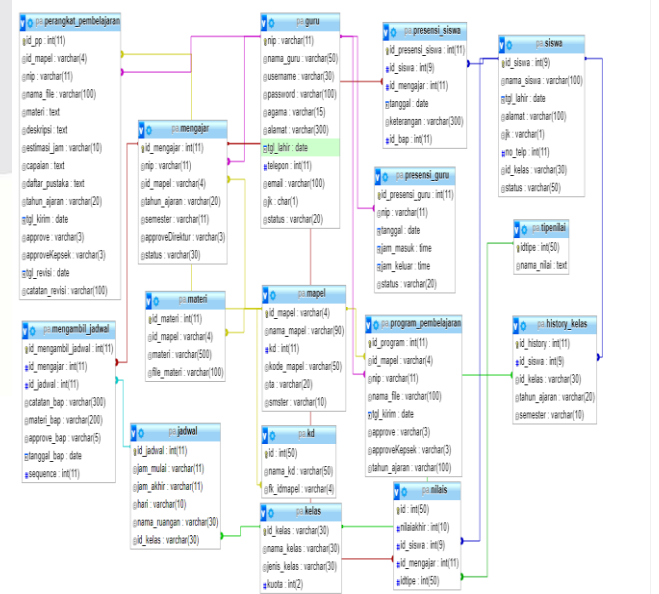 pa perangkat_pembelajaran
id_pp : int(11)
id_mapel : varchar(4)
nip : varchar(11)
nama_file : varchar(100)
materi : text
deskripsi : text
estimasi_jam : varchar(10)
capaian : text
daftar_pustaka : text
tahun_ajaran : varchar(20)
tgl_kirim : date
approve : varchar(3)
approveKepsek : varchar(3)
tgl_revisi : date
catatan_revisi : varchar(100)
pa mengajar
id_mengajar : int(11)
nip : varchar(11)
id_mapel : varchar(4)
tahun_ajaran : varchar(20)
semester : varchar(11)
approveDirektur : varchar(3)
status : varchar(30)
pa guru
nip : varchar(11)
nama_guru : varchar(50)
username : varchar(30)
password : varchar(100)
agama : varchar(15)
alamat : varchar(300)
tgl_lahir : date
telepon : int(11)
email : varchar(100)
jk : char(1)
status : varchar(20)
pa presensi_siswa
id_presensi_siswa : int(11)
id_siswa : int(9)
id_mengajar : int(11)
tanggal : date
keterangan : varchar(300)
id_bap : int(11)
pa siswa
id_siswa : int(9)
nama_siswa : varchar(100)
tgl_lahir : date
alamat : varchar(100)
jk : varchar(1)
no_telp : int(11)
id_kelas : varchar(30)
status : varchar(50)
pa presensi_guru
id_presensi_guru : int(11)
nip : varchar(11)
tanggal : date
jam_masuk : time
jam_keluar : time
status : varchar(20)
pa tipenilai
idtipe : int(50)
nama_nilai : text
pa materi
id_materi : int(11)
id_mapel : varchar(4)
materi : varchar(500)
file_materi : varchar(100)
pa mapel
id_mapel : varchar(4)
nama_mapel : varchar(90)
kd : int(11)
kode_mapel : varchar(50)
ta : varchar(20)
smster : varchar(10)
pa program_pembelajaran
id_program : int(11)
id_mapel : varchar(4)
nip : varchar(11)
nama_file : varchar(100)
tgl_kirim : date
approve : varchar(3)
approveKepsek : varchar(3)
tahun_ajaran : varchar(100)
pa history_kelas
id_history : int(11)
id_siswa : int(9)
id_kelas : varchar(30)
tahun_ajaran : varchar(20)
semester : varchar(10)
pa mengambil_jadwal
id_mengambil_jadwal : int(11)
id_mengajar : int(11)
id_jadwal : int(11)
catatan_bap : varchar(300)
materi_bap : varchar(200)
approve_bap : varchar(5)
tanggal_bap : date
sequence : int(11)
pa jadwal
id_jadwal : int(11)
jam_mulai : varchar(11)
jam_akhir : varchar(11)
hari : varchar(10)
nama_ruangan : varchar(30)
id_kelas : varchar(30)
pa kd
id : int(50)
nama_kd : varchar(50)
fk_idmapel : varchar(4)
pa kelas
id_kelas : varchar(30)
nama_kelas : varchar(30)
jenis_kelas : varchar(30)
kuota : int(2)
pa nilais
id : int(50)
nilaiakhir : int(10)
id_siswa : int(9)
id_mengajar : int(11)
idtipe : int(50)